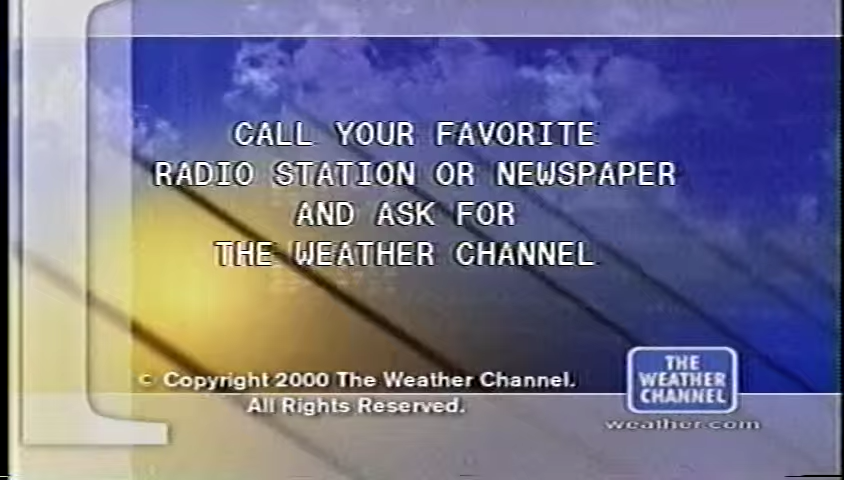 CALL YOUR FAVORITE
RADIO STATION OR NEWSPAPER
AND ASK FOR
THE WEATHER CHANNEL
© Copyright 2000 The Weather Channel.
All Rights Reserved.
THE
WEATHER
CHANNEL
weather.com